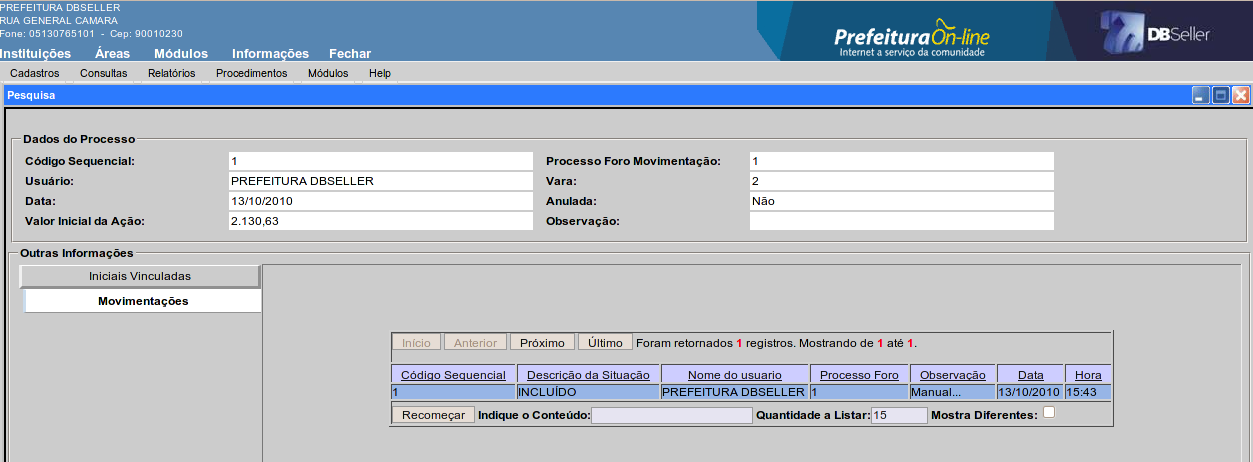 PREFEITURA DBSELLER
RUA GENERAL CAMARA
Fone: 05130765101 - Cep: 90010230
PrefeituraOn-line
Internet a serviço da comunidade
DBSeller
Instituições Áreas Módulos Informações Fechar
Cadastros Consultas Relatórios Procedimentos Módulos Help
Pesquisa
Dados do Processo
Código Sequencial: 1 Processo Foro Movimentação: 1
Usuário: PREFEITURA DBSELLER Vara: 2
Data: 13/10/2010 Anulada: Não
Valor Inicial da Ação: 2.130,63 Observação:
Outras Informações
Iniciais Vinculadas
Movimentações
Início Anterior Próximo Último Foram retornados 1 registros. Mostrando de 1 até 1.
Código Sequencial Descrição da Situação Nome do usuario Processo Foro Observação Data Hora
1 INCLUÍDO PREFEITURA DBSELLER 1 Manual... 13/10/2010 15:43
Recomeçar Indique o Conteúdo: Quantidade a Listar: 15 Mostra Diferentes: